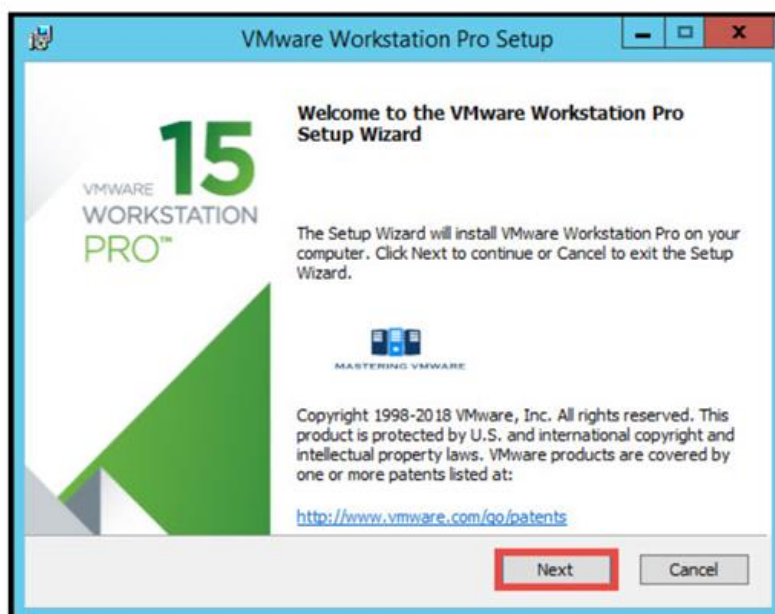 VMware Workstation Pro Setup
Welcome to the VMware Workstation Pro
Setup Wizard
VMWARE 15
WORKSTATION
PRO™
The Setup Wizard will install VMware Workstation Pro on your
computer. Click Next to continue or Cancel to exit the Setup
Wizard.
MASTERING VMWARE
Copyright 1998-2018 VMware, Inc. All rights reserved. This
product is protected by U.S. and international copyright and
intellectual property laws. VMware products are covered by
one or more patents listed at:
http://www.vmware.com/go/patents
Next Cancel